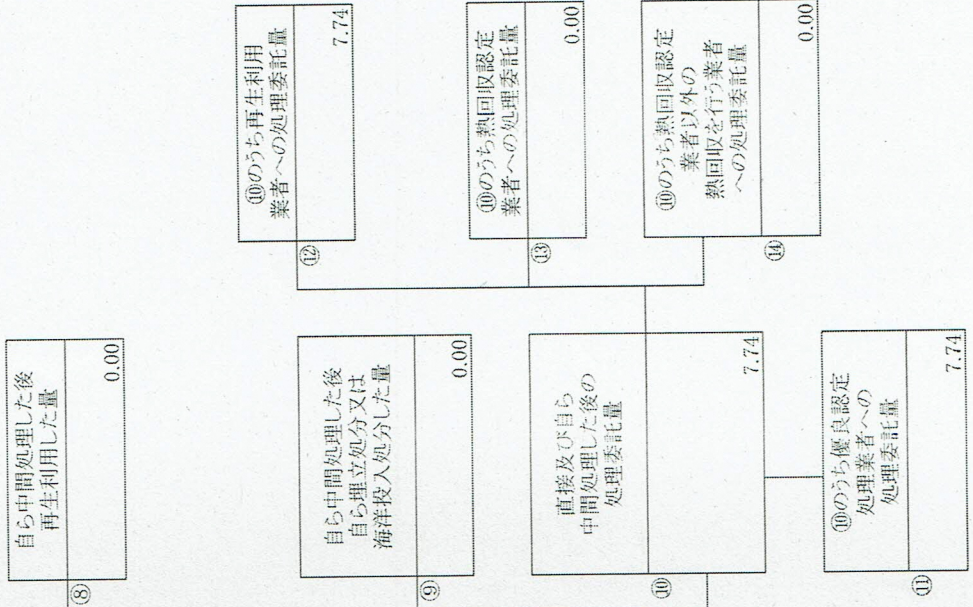 ⑧
自ら中間処理した後
再生利用した量
0.00
⑨
自ら中間処理した後
自ら埋立処分又は
海洋投入処分した量
0.00
⑩
直接及び自ら
中間処理した後の
処理委託量
7.74
⑪
⑩のうち優良認定
処理業者への
処理委託量
7.74
⑫
⑩のうち再生利用
業者への処理委託量
7.74
⑬
⑩のうち熱回収認定
業者への処理委託量
0.00
⑭
⑩のうち熱回収認定
業者以外の
熱回収を行う業者
への処理委託量
0.00